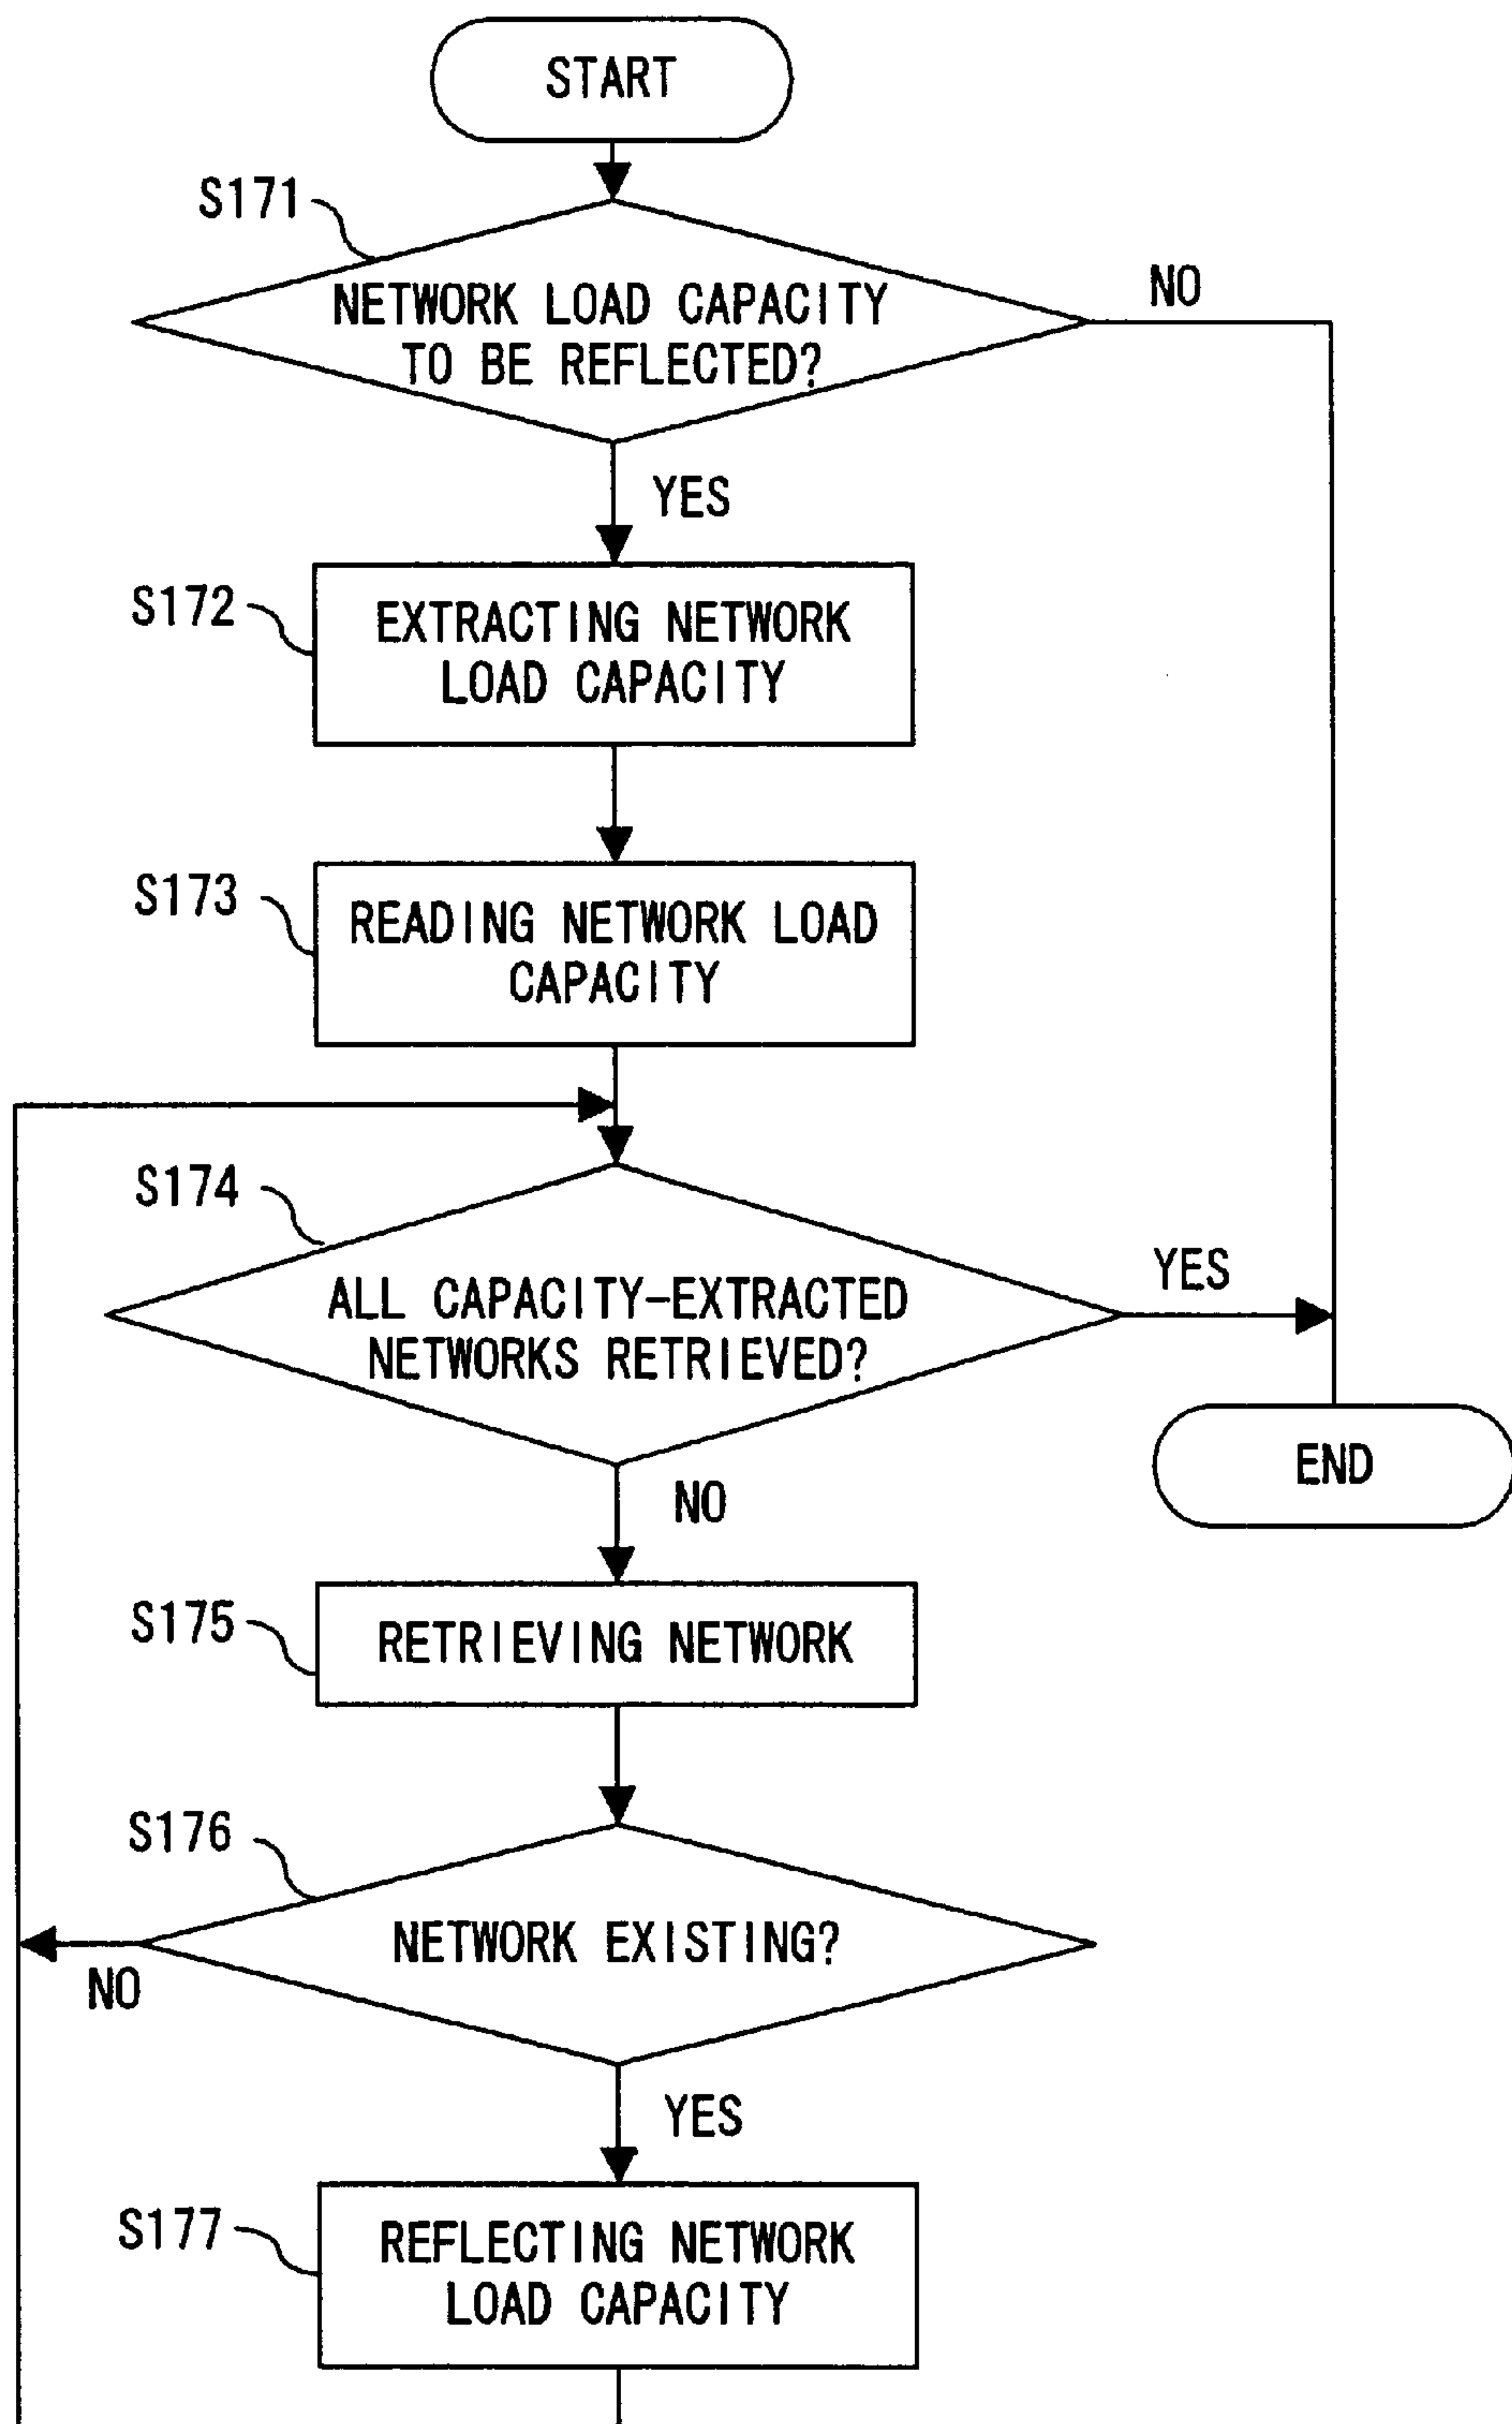 START
S171
NETWORK LOAD CAPACITY
TO BE REFLECTED?
NO
YES
S172
EXTRACTING NETWORK
LOAD CAPACITY
S173
READING NETWORK LOAD
CAPACITY
S174
ALL CAPACITY-EXTRACTED
NETWORKS RETRIEVED?
YES
END
NO
S175
RETRIEVING NETWORK
S176
NETWORK EXISTING?
NO
YES
S177
REFLECTING NETWORK
LOAD CAPACITY